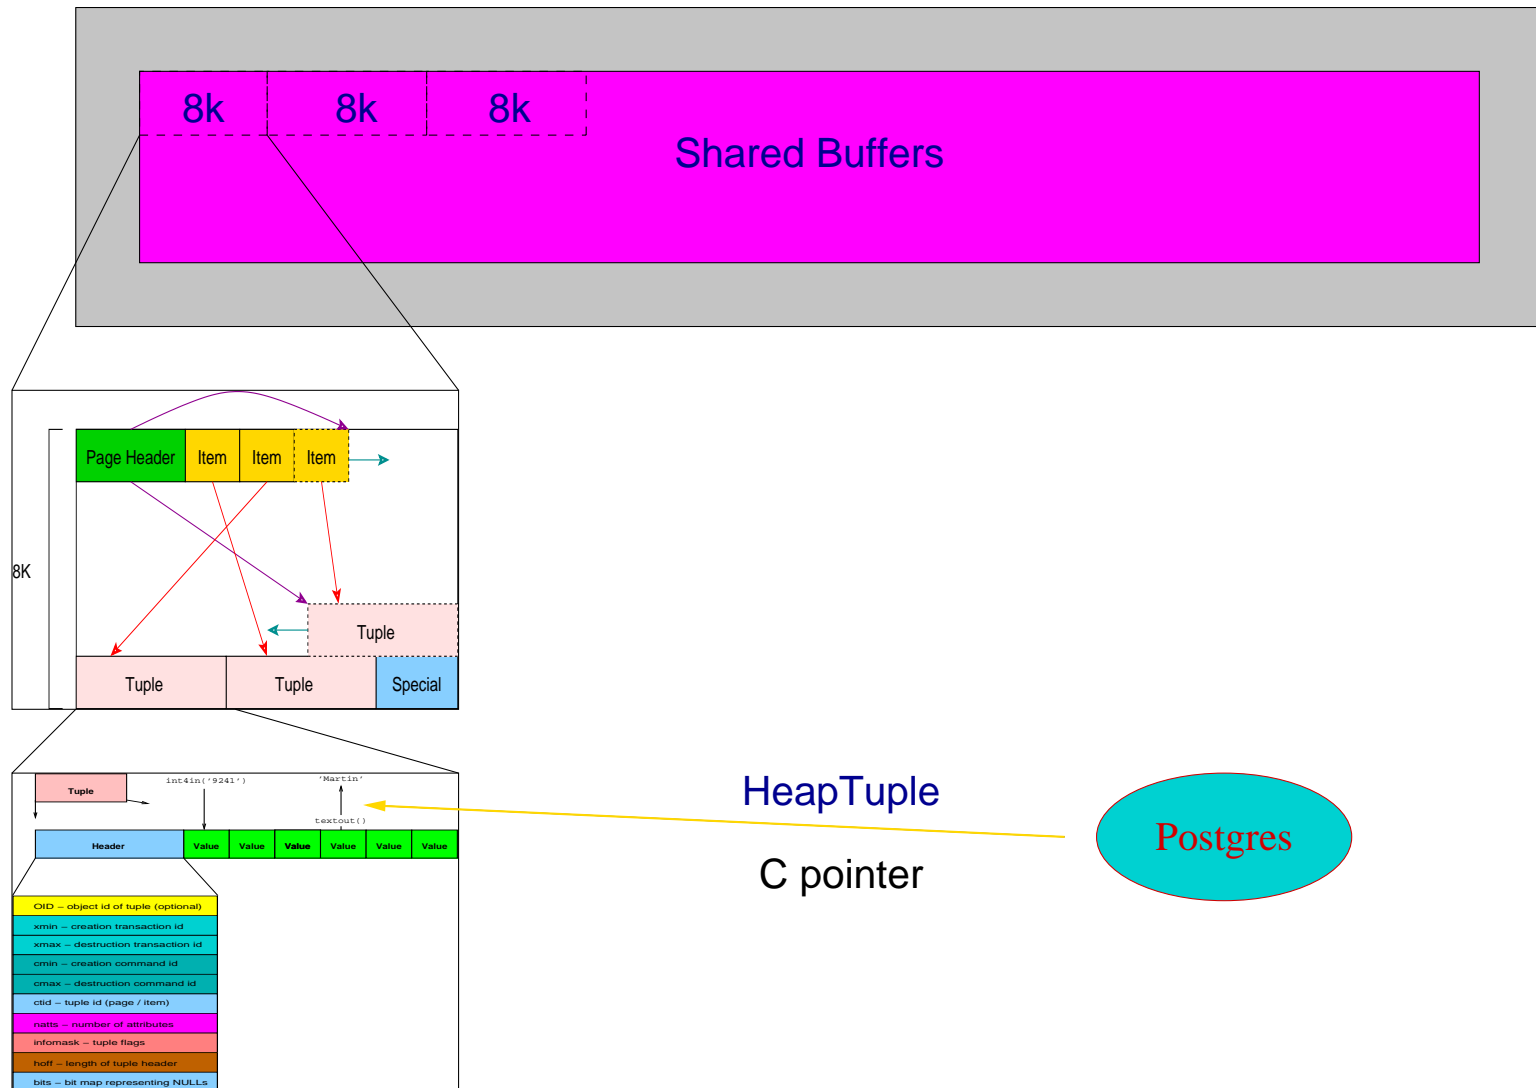 8k 8k 8k
Shared Buffers
Page Header Item Item Item
8K
Tuple
Tuple Tuple Special
int4in('9241') 'Martin'
Tuple
textout()
Header Value Value Value Value Value Value
HeapTuple
C pointer
Postgres
OID – object id of tuple (optional)
xmin – creation transaction id
xmax – destruction transaction id
cmin – creation command id
cmax – destruction command id
ctid – tuple id (page / item)
natts – number of attributes
infomask – tuple flags
hoff – length of tuple header
bits – bit map representing NULLs